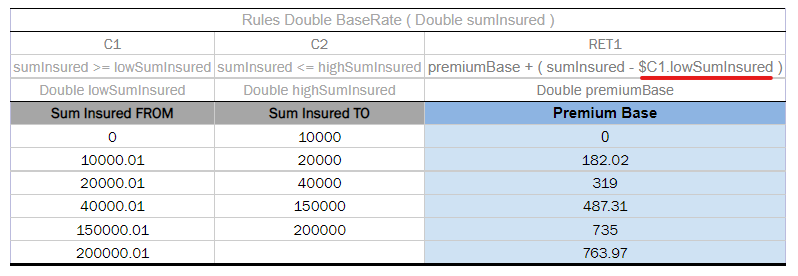 Rules Double BaseRate ( Double sumInsured )
C1 C2 RET1
sumInsured >= lowSumInsured sumInsured <= highSumInsured premiumBase + ( sumInsured - $C1.lowSumInsured )
Double lowSumInsured Double highSumInsured Double premiumBase
Sum Insured FROM Sum Insured TO Premium Base
0 10000 0
10000.01 20000 182.02
20000.01 40000 319
40000.01 150000 487.31
150000.01 200000 735
200000.01 763.97